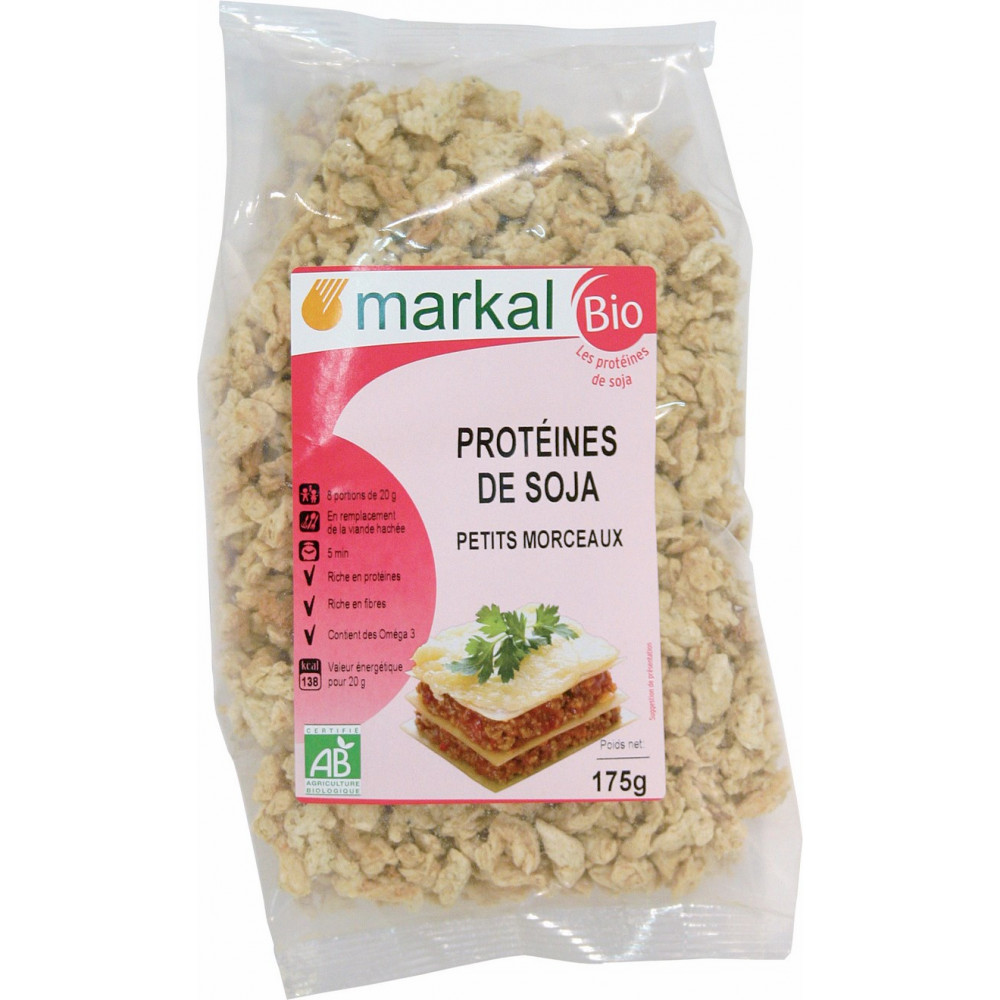 markal
Bio
Les protéines
de soja
PROTÉINES
DE SOJA
PETITS MORCEAUX
8 portions de 20 g
En remplacement
de la viande hachée
5 min
Riche en protéines
Riche en fibres
Contient des Oméga 3
kcal
138
Valeur énergétique
pour 20 g
Suggestion de présentation
CERTIFIÉ
AB
AGRICULTURE
BIOLOGIQUE
Poids net:
175g